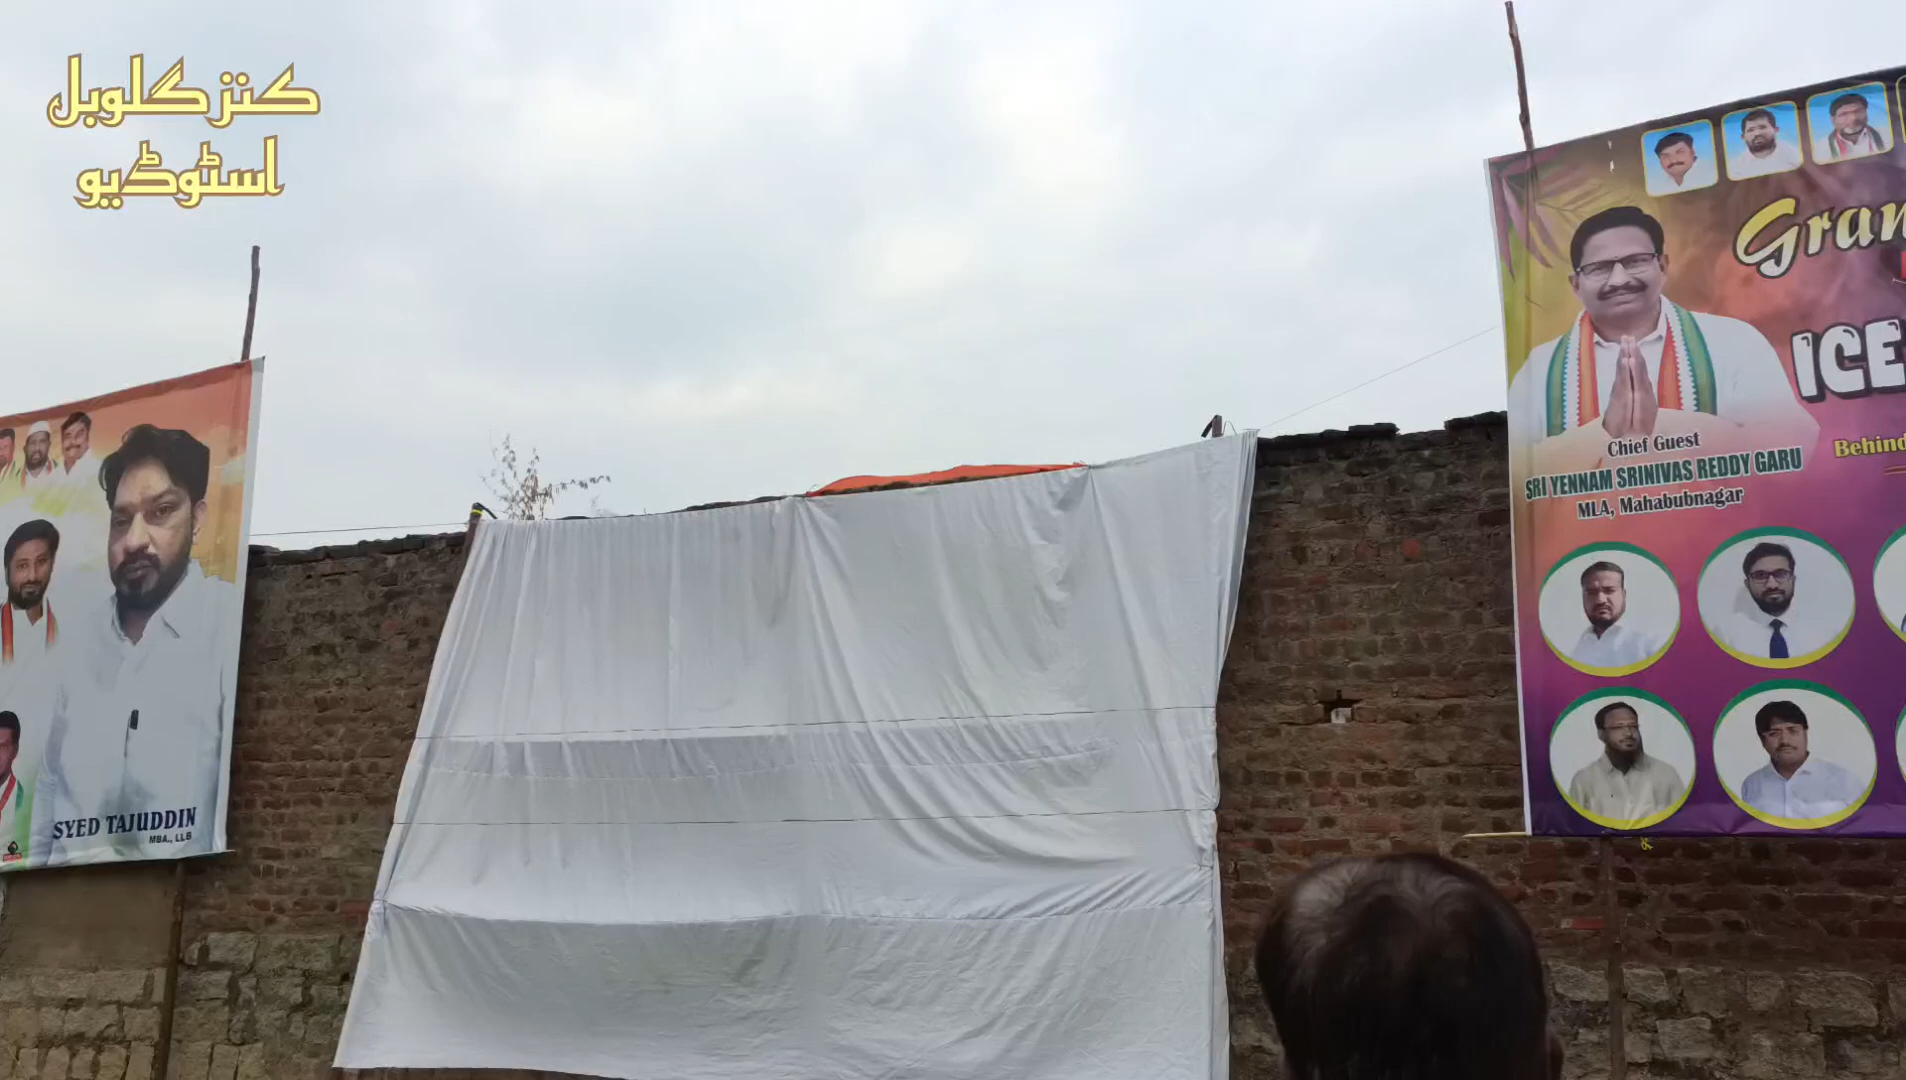 کنز گلوبل
اسٹوڈیو
SYED TAJUDDIN
MBA., LLB
Gran
ICE
Behind
Chief Guest
SRI YENNAM SRINIVAS REDDY GARU
MLA, Mahabubnagar